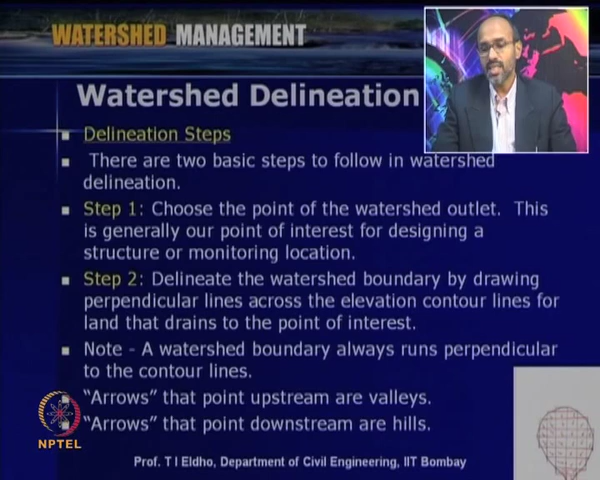 WATERSHED MANAGEMENT
Watershed Delineation
Delineation Steps
There are two basic steps to follow in watershed
delineation.
Step 1: Choose the point of the watershed outlet. This
is generally our point of interest for designing a
structure or monitoring location.
Step 2: Delineate the watershed boundary by drawing
perpendicular lines across the elevation contour lines for
land that drains to the point of interest.
Note - A watershed boundary always runs perpendicular
to the contour lines.
“Arrows” that point upstream are valleys.
“Arrows” that point downstream are hills.
NPTEL
Prof. T I Eldho, Department of Civil Engineering, IIT Bombay